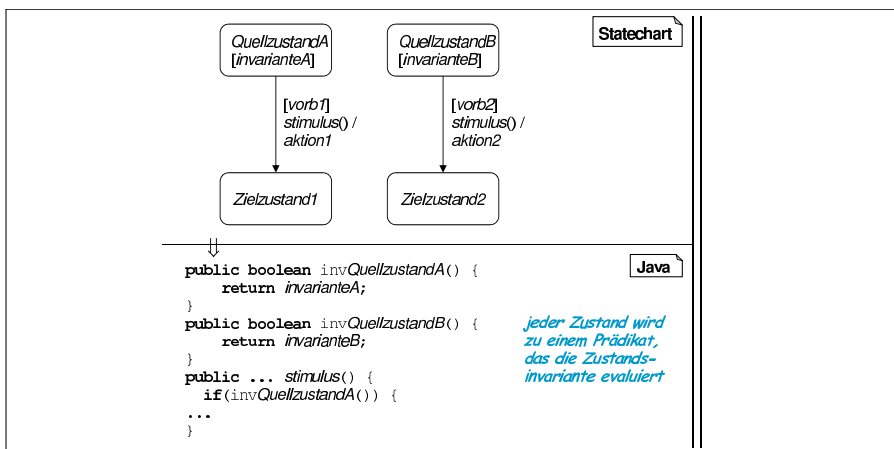 Statechart
QuellzustandA
[invarianteA]
QuellzustandB
[invarianteB]
[vorb1]
stimulus() /
aktion1
[vorb2]
stimulus() /
aktion2
Zielzustand1
Zielzustand2
⇓
Java
public boolean invQuellzustandA() {
    return invarianteA;
}
public boolean invQuellzustandB() {
    return invarianteB;
}
public ... stimulus() {
  if(invQuellzustandA()) {
...
}
jeder Zustand wird
zu einem Prädikat,
das die Zustands-
invariante evaluiert